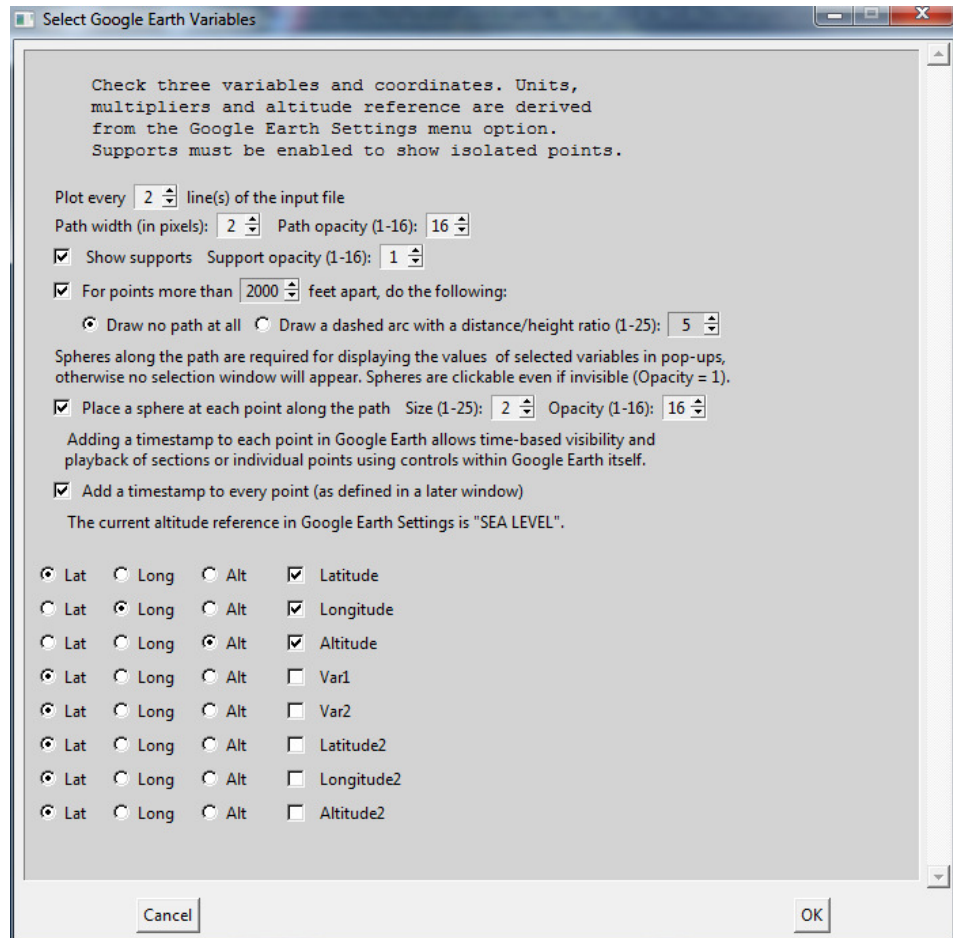 Select Google Earth Variables
Check three variables and coordinates. Units,
multipliers and altitude reference are derived
from the Google Earth Settings menu option.
Supports must be enabled to show isolated points.
Plot every 2 line(s) of the input file
Path width (in pixels): 2 Path opacity (1-16): 16
Show supports Support opacity (1-16): 1
For points more than 2000 feet apart, do the following:
Draw no path at all Draw a dashed arc with a distance/height ratio (1-25): 5
Spheres along the path are required for displaying the values of selected variables in pop-ups,
otherwise no selection window will appear. Spheres are clickable even if invisible (Opacity = 1).
Place a sphere at each point along the path Size (1-25): 2 Opacity (1-16): 16
Adding a timestamp to each point in Google Earth allows time-based visibility and
playback of sections or individual points using controls within Google Earth itself.
Add a timestamp to every point (as defined in a later window)
The current altitude reference in Google Earth Settings is "SEA LEVEL".
Lat Long Alt Latitude
Lat Long Alt Longitude
Lat Long Alt Altitude
Lat Long Alt Var1
Lat Long Alt Var2
Lat Long Alt Latitude2
Lat Long Alt Longitude2
Lat Long Alt Altitude2
Cancel OK